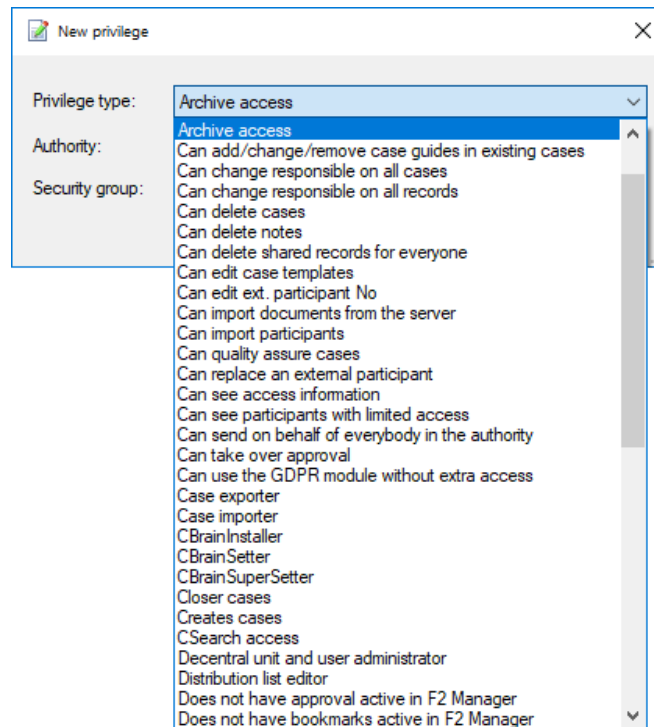 New privilege
Privilege type:
Archive access
Authority:
Security group:
Archive access
Can add/change/remove case guides in existing cases
Can change responsible on all cases
Can change responsible on all records
Can delete cases
Can delete notes
Can delete shared records for everyone
Can edit case templates
Can edit ext. participant No
Can import documents from the server
Can import participants
Can quality assure cases
Can replace an external participant
Can see access information
Can see participants with limited access
Can send on behalf of everybody in the authority
Can take over approval
Can use the GDPR module without extra access
Case exporter
Case importer
CBrainInstaller
CBrainSetter
CBrainSuperSetter
Closer cases
Creates cases
CSearch access
Decentral unit and user administrator
Distribution list editor
Does not have approval active in F2 Manager
Does not have bookmarks active in F2 Manager